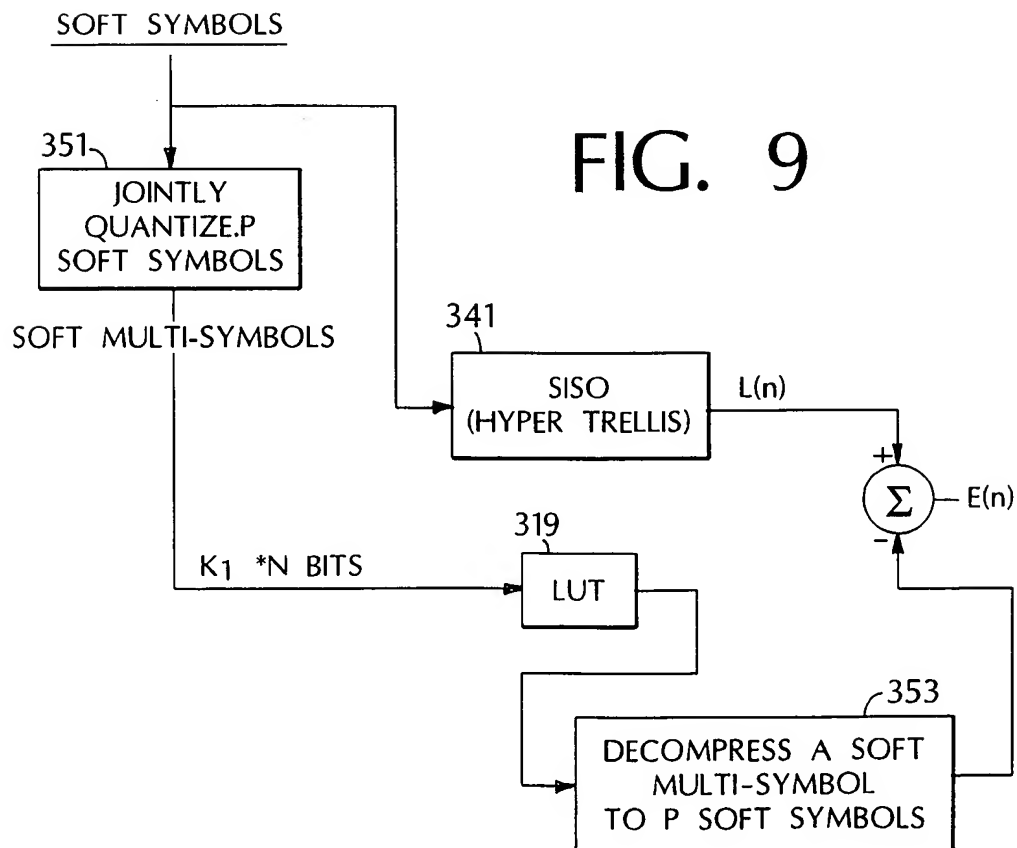 SOFT SYMBOLS
FIG. 9
351
JOINTLY
QUANTIZE.P
SOFT SYMBOLS
SOFT MULTI-SYMBOLS
341
SISO
(HYPER TRELLIS)
L(n)
+
Σ
-
E(n)
319
K1 *N BITS
LUT
353
DECOMPRESS A SOFT
MULTI-SYMBOL
TO P SOFT SYMBOLS